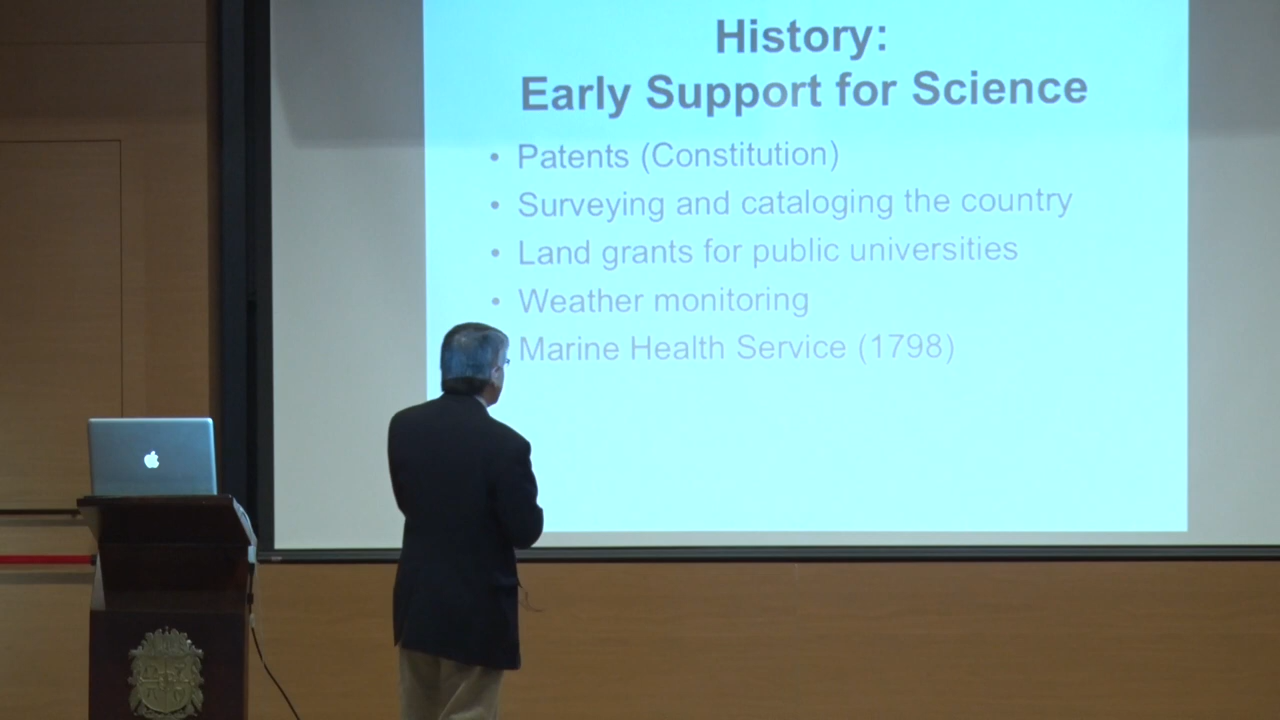 History:
Early Support for Science
• Patents (Constitution)
• Surveying and cataloging the country
• Land grants for public universities
• Weather monitoring
Marine Health Service (1798)